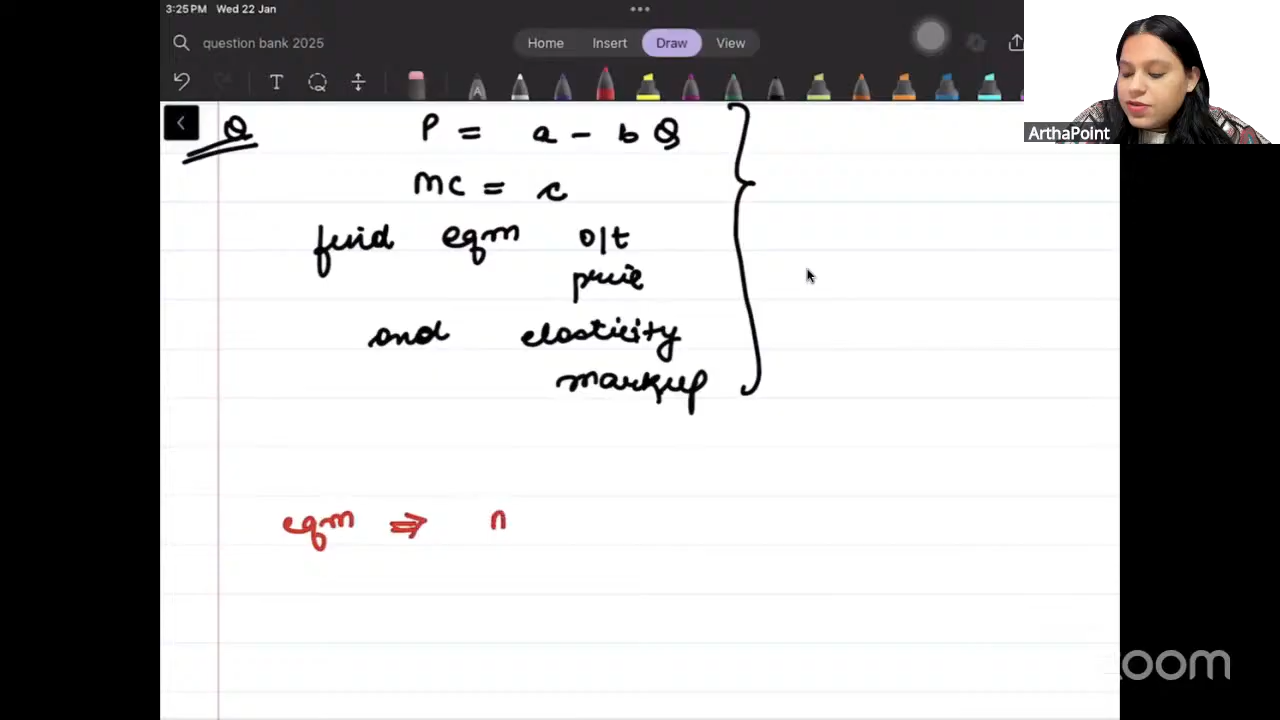 3:25 PM Wed 22 Jan
question bank 2025
Home Insert Draw View
T
A
ArthaPoint
Q P = a - b Q
MC = c
find eqm o/t
price
and elasticity
markup
eqm ⇒ n
zoom